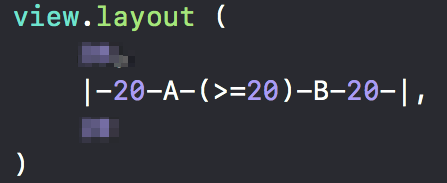 view.layout (
|-20-A-(>=20)-B-20-|,
)